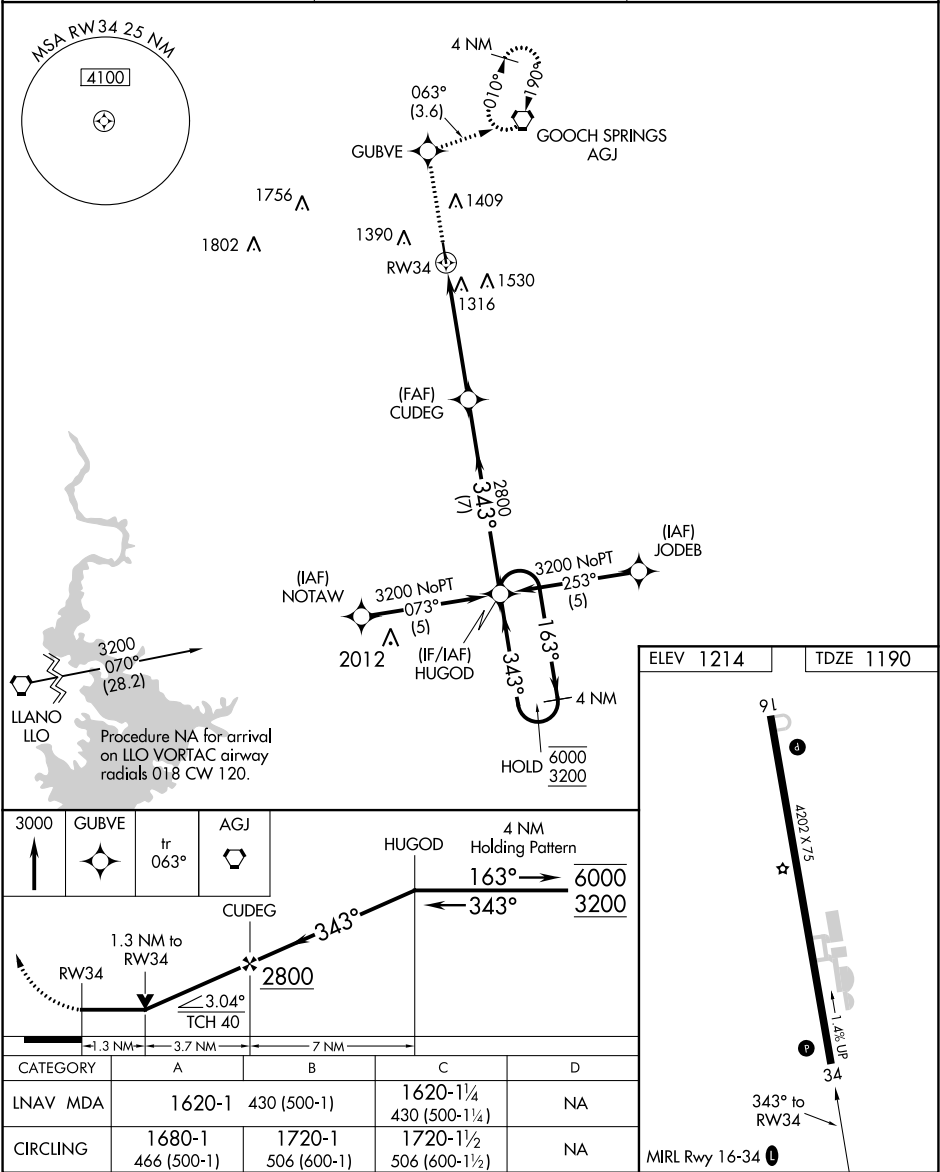 MSA RW34 25 NM
4100
4 NM
010°
190°
063°
(3.6)
GUBVE
GOOCH SPRINGS
AGJ
1756
1409
1802
1390
RW34
1530
1316
(FAF)
CUDEG
2800
343°
(7)
(IAF)
JODEB
(IAF)
NOTAW
3200 NoPT
073°
(5)
3200 NoPT
253°
(5)
2012
(IF/IAF)
HUGOD
343°
163°
4 NM
3200
070°
(28.2)
LLANO
LLO
Procedure NA for arrival
on LLO VORTAC airway
radials 018 CW 120.
HOLD 6000
3200
ELEV 1214
TDZE 1190
16
P
4202 X 75
P
1.4% UP
34
343° to
RW34
MIRL Rwy 16-34 L
3000
GUBVE
tr
063°
AGJ
HUGOD
4 NM
Holding Pattern
163° 6000
343° 3200
CUDEG
343°
1.3 NM to
RW34
RW34
2800
3.04°
TCH 40
1.3 NM 3.7 NM 7 NM
CATEGORY A B C D
LNAV MDA 1620-1 430 (500-1) 1620-1¼ 430 (500-1¼) NA
CIRCLING 1680-1 466 (500-1) 1720-1 506 (600-1) 1720-1½ 506 (600-1½) NA